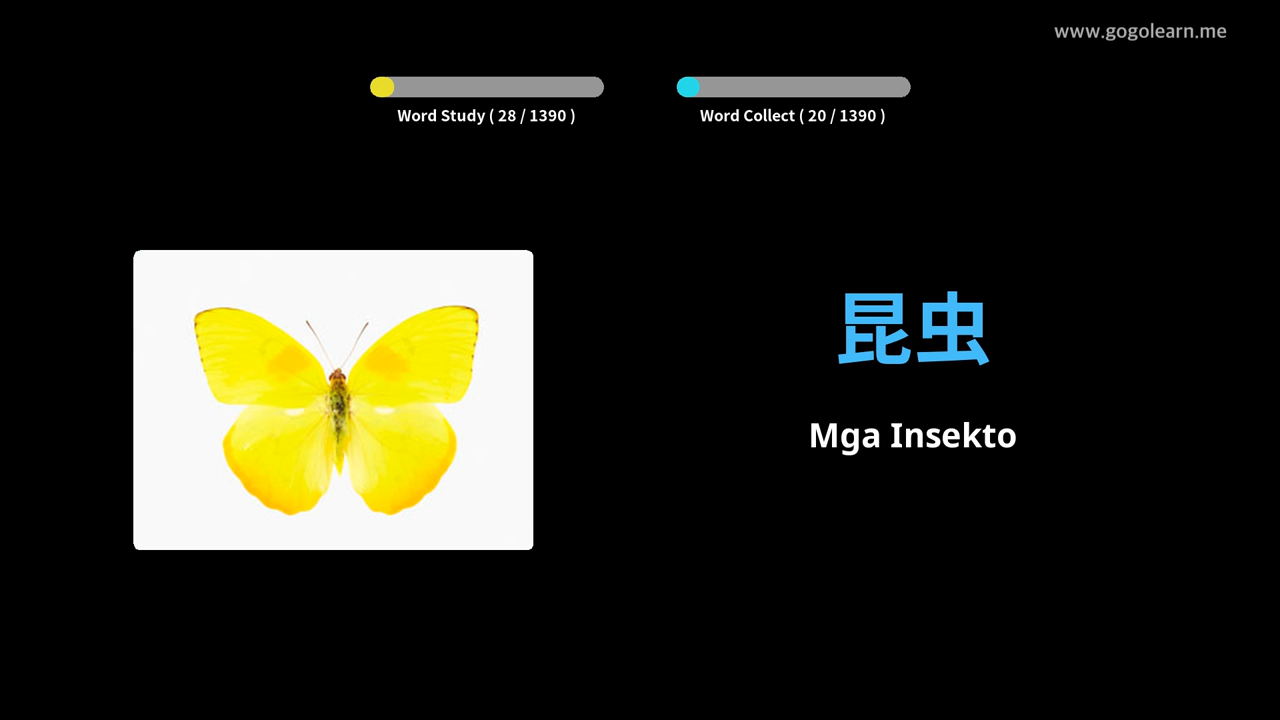 www.gogolearn.me
Word Study ( 28 / 1390 )
Word Collect ( 20 / 1390 )
昆虫
Mga Insekto